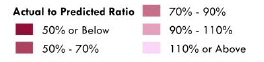 Actual to Predicted Ratio
50% or Below
50% - 70%
70% - 90%
90% - 110%
110% or Above